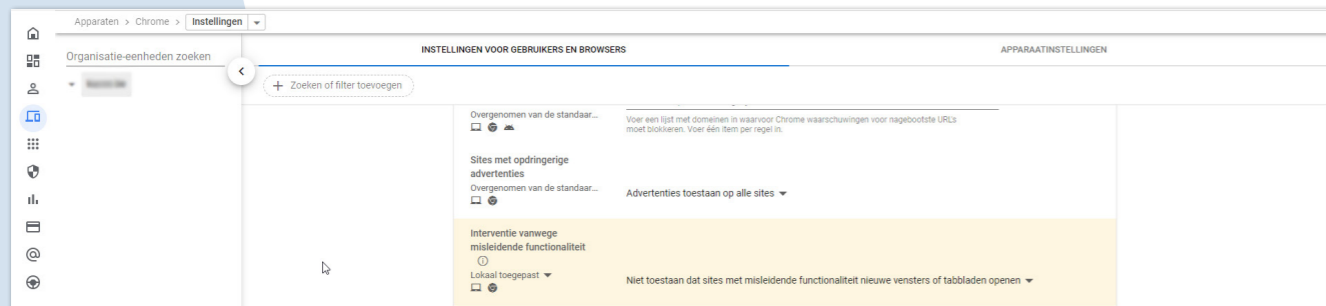 Apparaten > Chrome > Instellingen
Organisatie-eenheden zoeken
INSTELLINGEN VOOR GEBRUIKERS EN BROWSERS
APPARAATINSTELLINGEN
+ Zoeken of filter toevoegen
Overgenomen van de standaar...
Voer een lijst met domeinen in waarvoor Chrome waarschuwingen voor nagebootste URL's
moet blokkeren. Voer één item per regel in.
Sites met opdringerige
advertenties
Overgenomen van de standaar...
Advertenties toestaan op alle sites
Interventie vanwege
misleidende functionaliteit
Lokaal toegepast
Niet toestaan dat sites met misleidende functionaliteit nieuwe vensters of tabbladen openen